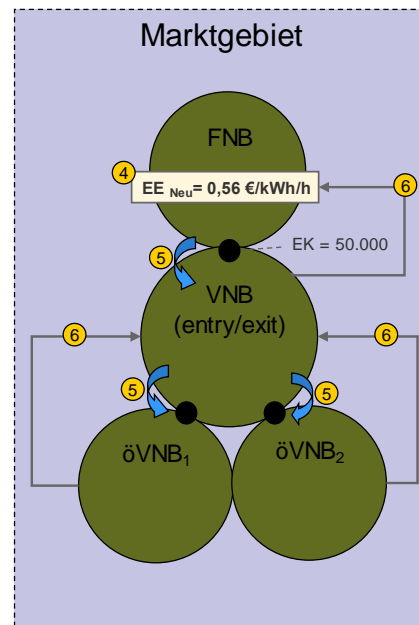 Marktgebiet
FNB
4
EE Neu = 0,56 €/kWh/h
6
5
EK = 50.000
VNB
(entry/exit)
6
6
5
5
öVNB1
öVNB2